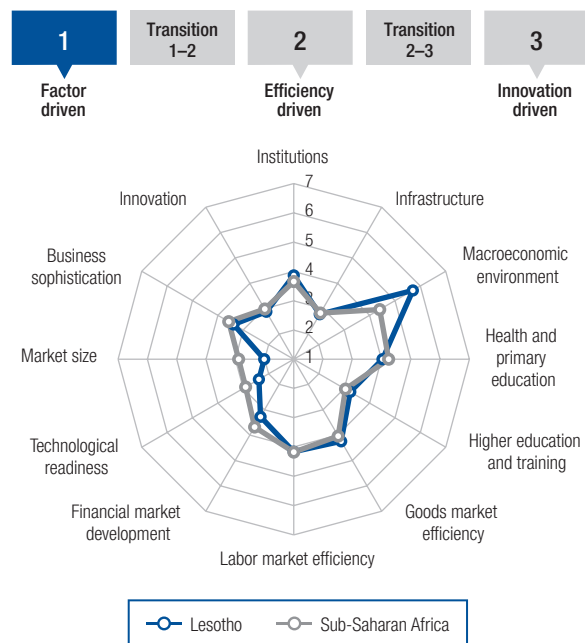 1
Transition
1–2
2
Transition
2–3
3
Factor
driven
Efficiency
driven
Innovation
driven
Institutions
Infrastructure
Macroeconomic
environment
Health and
primary
education
Higher education
and training
Goods market
efficiency
Labor market efficiency
Financial market
development
Technological
readiness
Market size
Business
sophistication
Innovation
7
6
5
4
3
2
1
Lesotho
Sub-Saharan Africa